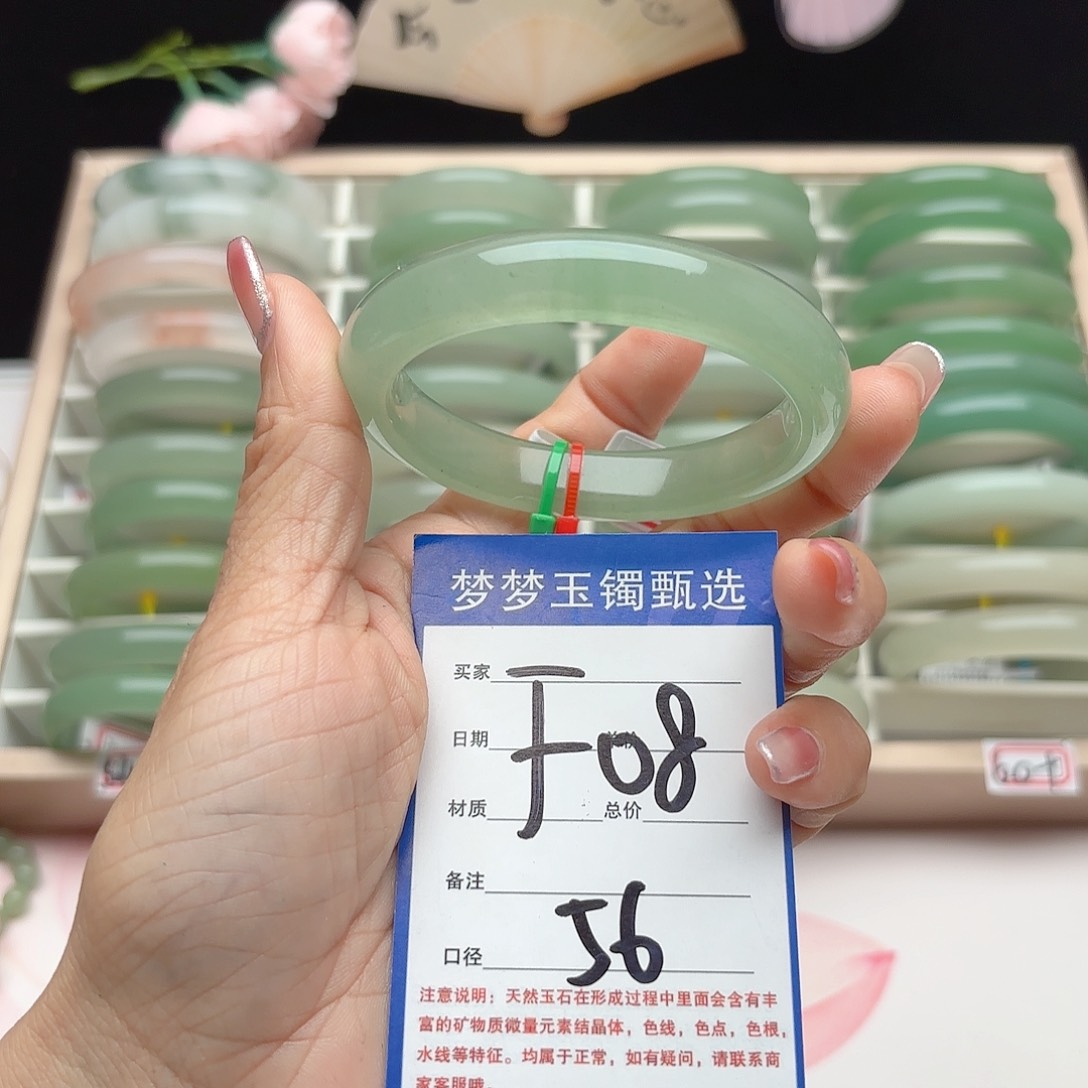 梦梦玉镯甄选
买家
F08
日期
材质 总价
备注
56
口径
注意说明：天然玉石在形成过程中里面会含有丰
富的矿物质微量元素结晶体，色线，色点，色根，
水线等特征。均属于正常，如有疑问，请联系商
家客服哦。